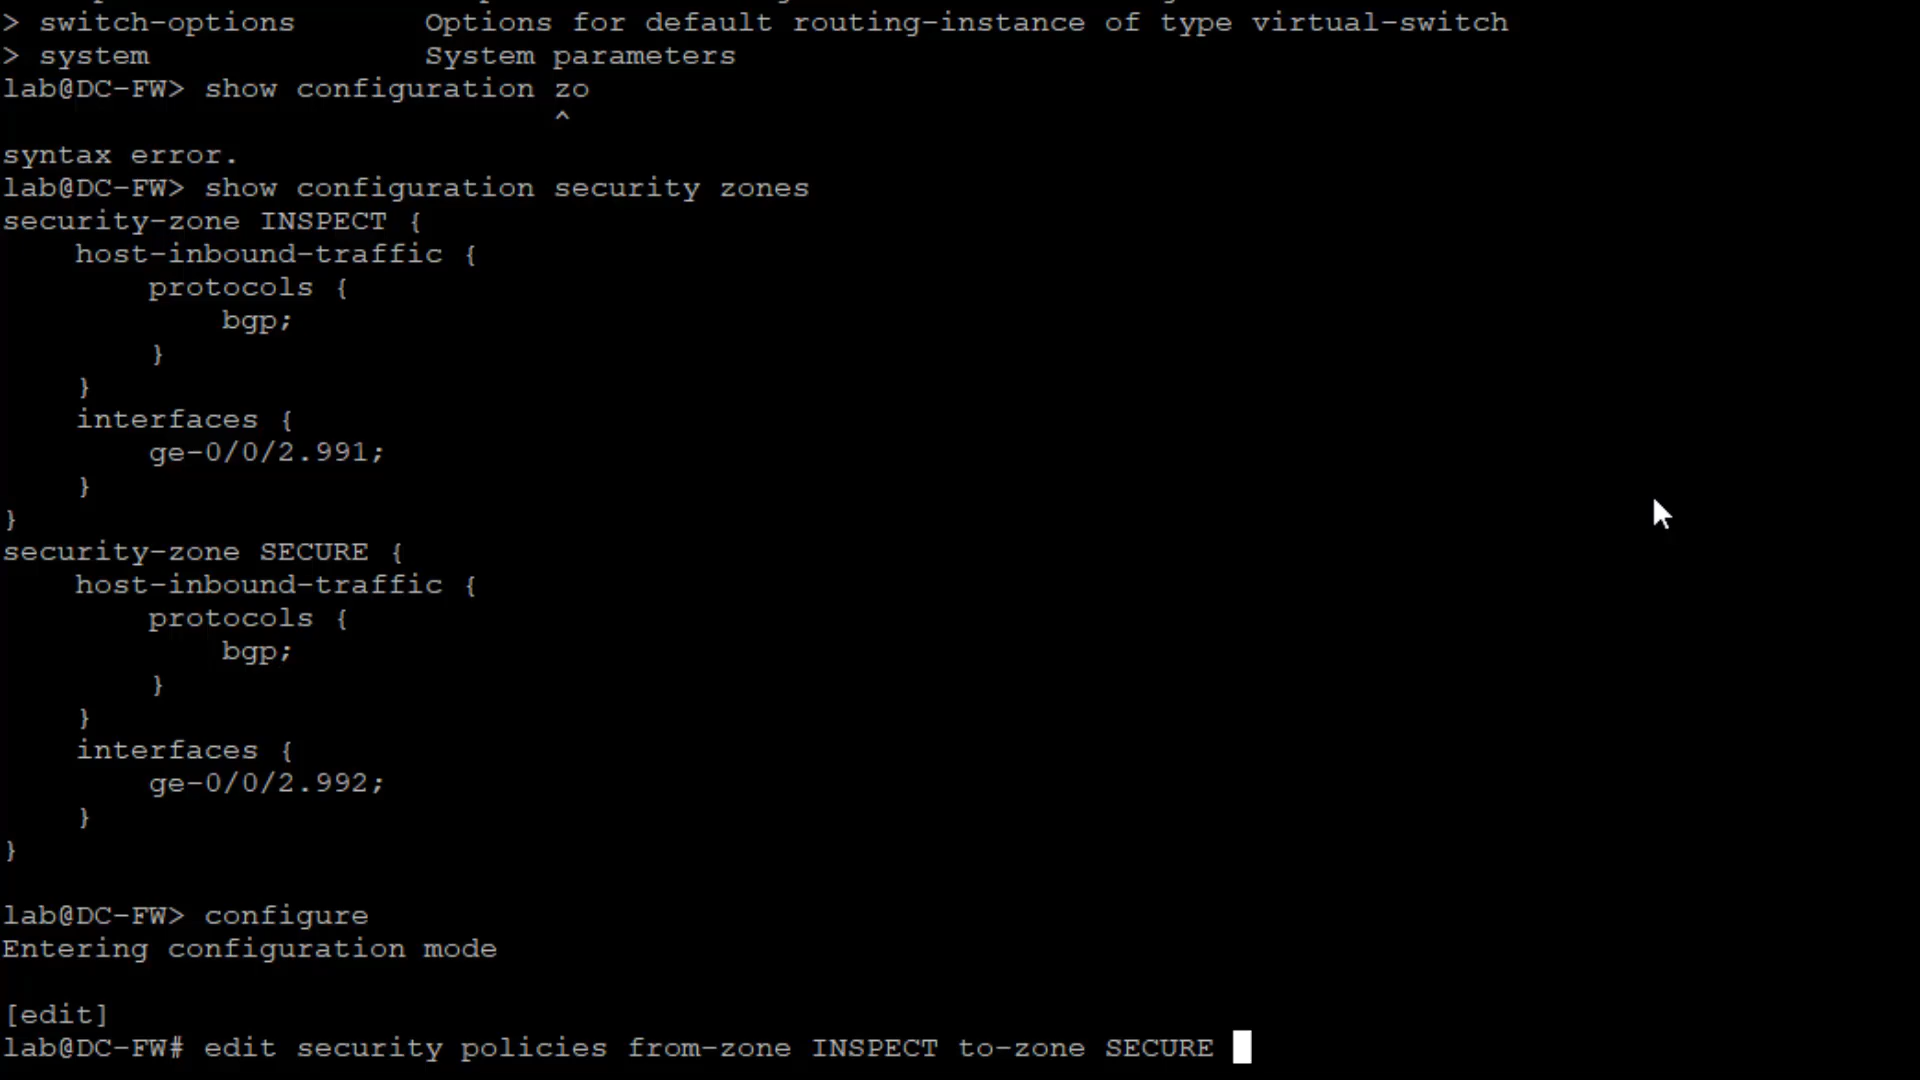 > switch-options       Options for default routing-instance of type virtual-switch
> system               System parameters
lab@DC-FW> show configuration zo
                              ^
syntax error.
lab@DC-FW> show configuration security zones
security-zone INSPECT {
    host-inbound-traffic {
        protocols {
            bgp;
        }
    }
    interfaces {
        ge-0/0/2.991;
    }
}
security-zone SECURE {
    host-inbound-traffic {
        protocols {
            bgp;
        }
    }
    interfaces {
        ge-0/0/2.992;
    }
}
lab@DC-FW> configure
Entering configuration mode
[edit]
lab@DC-FW# edit security policies from-zone INSPECT to-zone SECURE